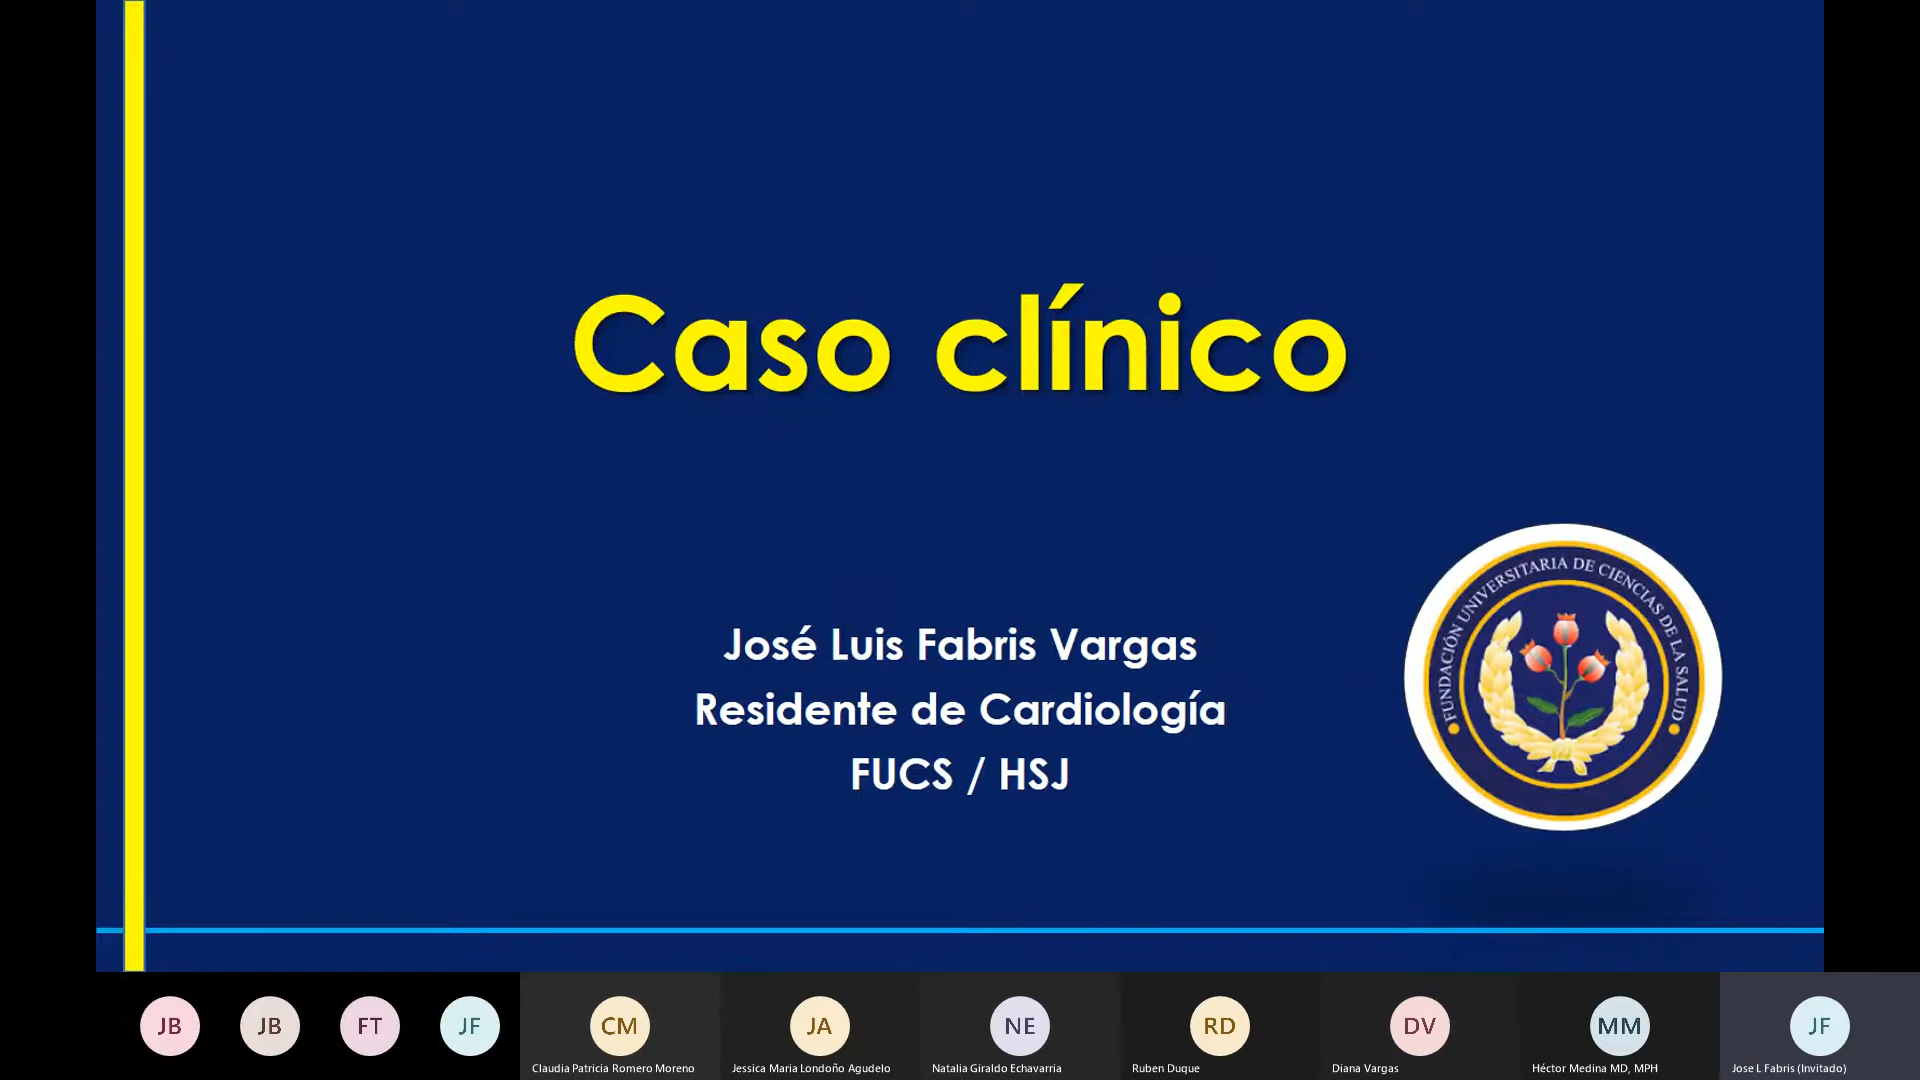 Caso clínico
José Luis Fabris Vargas
Residente de Cardiología
FUCS / HSJ
FUNDACIÓN UNIVERSITARIA DE CIENCIAS DE LA SALUD
JB
JB
FT
JF
CM
JA
NE
RD
DV
MM
JF
Claudia Patricia Romero Moreno
Jessica Maria Londoño Agudelo
Natalia Giraldo Echavarria
Ruben Duque
Diana Vargas
Héctor Medina MD, MPH
Jose L Fabris (Invitado)